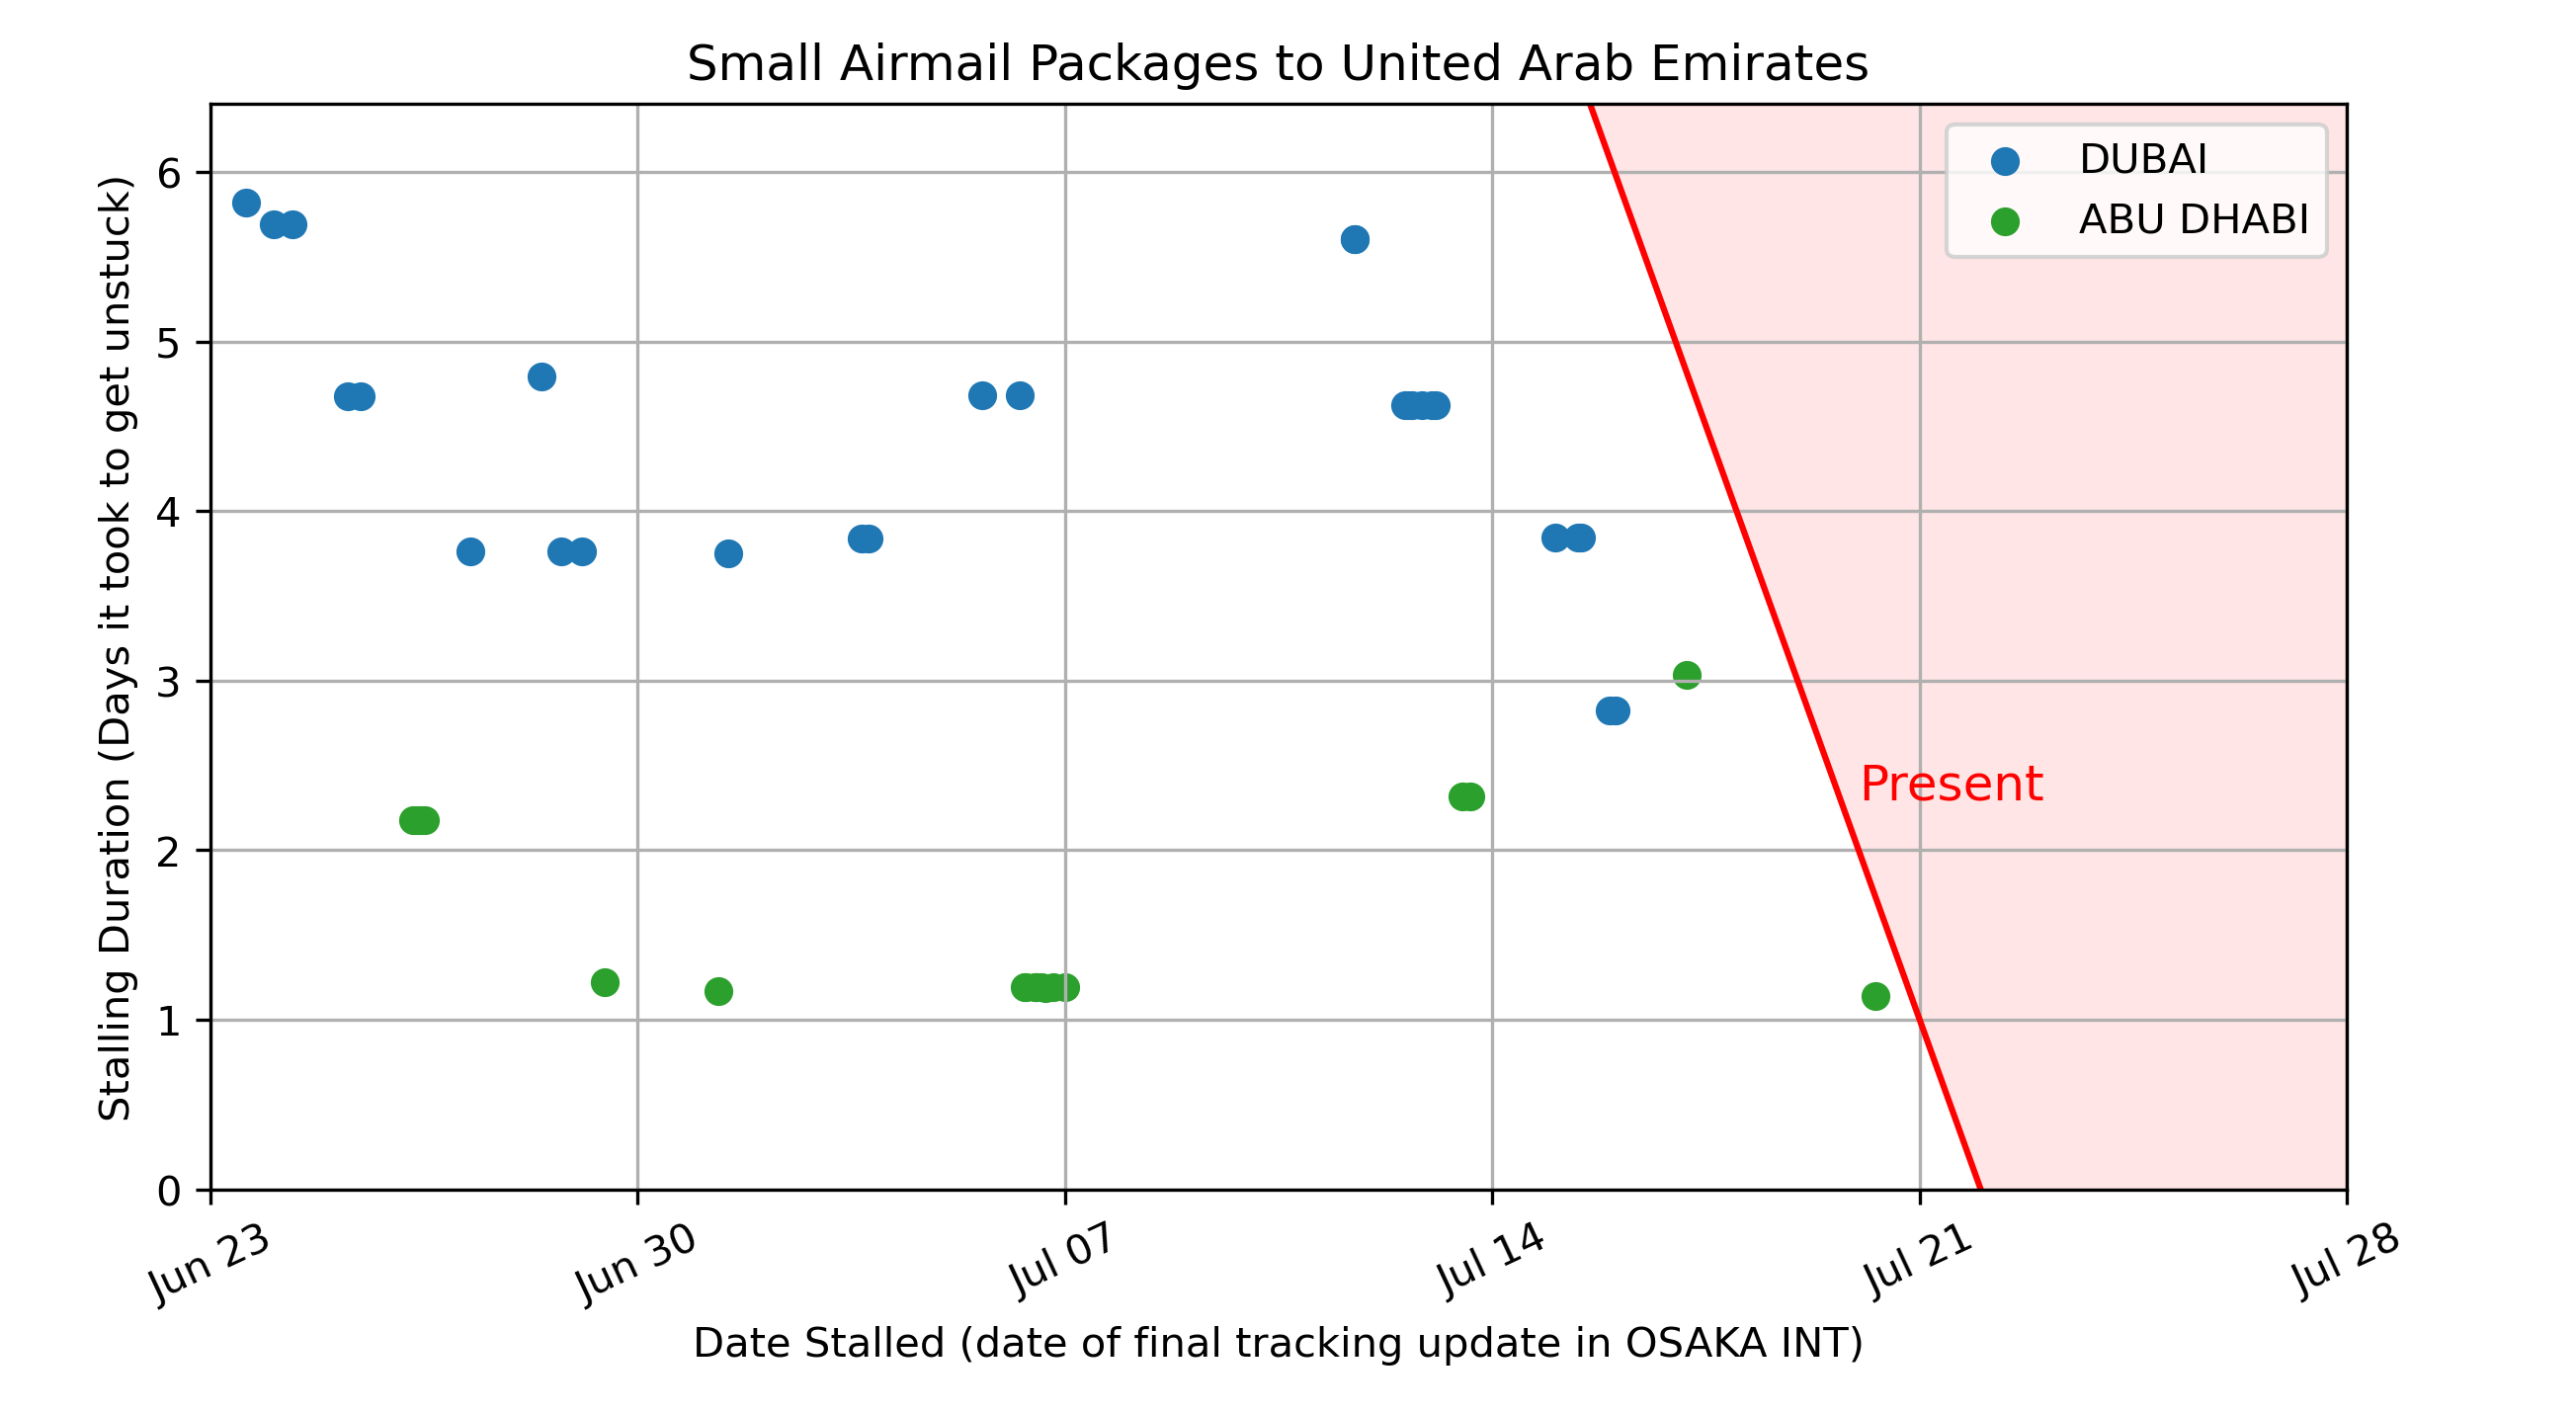 Small Airmail Packages to United Arab Emirates
Stalling Duration (Days it took to get unstuck)
6
5
4
3
2
1
0
DUBAI
ABU DHABI
Present
Jun 23
Jun 30
Jul 07
Jul 14
Jul 21
Jul 28
Date Stalled (date of final tracking update in OSAKA INT)